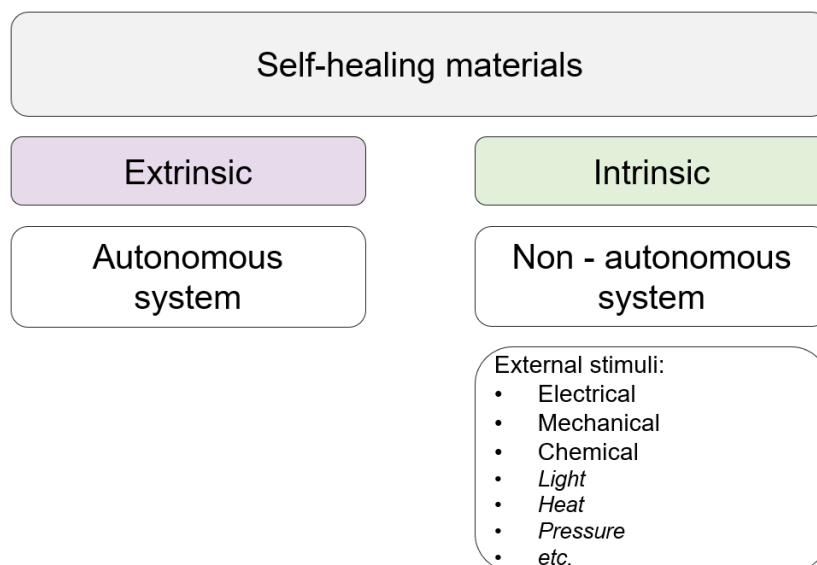 Self-healing materials
Extrinsic
Intrinsic
Autonomous
system
Non - autonomous
system
External stimuli:
• Electrical
• Mechanical
• Chemical
• Light
• Heat
• Pressure
• etc.